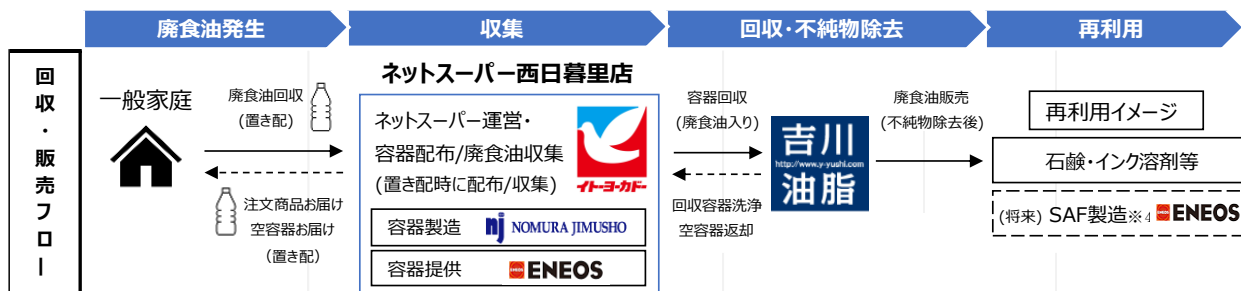 廃食油発生
収集
回収・不純物除去
再利用
回収・販売フロー
一般家庭
廃食油回収
(置き配)
注文商品お届け
空容器お届け
(置き配)
ネットスーパー西日暮里店
ネットスーパー運営・
容器配布/廃食油収集
(置き配時に配布/収集)
イトーヨーカドー
容器製造 nj NOMURA JIMUSHO
容器提供 ENEOS
容器回収
(廃食油入り)
回収容器洗浄
空容器返却
吉川
http://www.y-yushi.com
油脂
廃食油販売
(不純物除去後)
再利用イメージ
石鹸・インク溶剤等
(将来) SAF製造※4 ENEOS